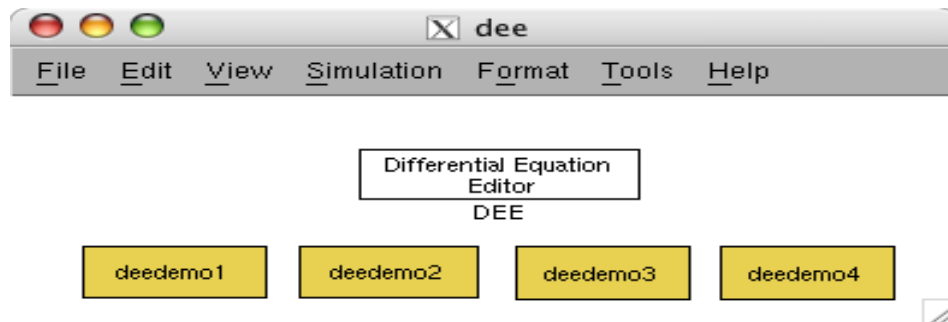 dee
File Edit View Simulation Format Tools Help
Differential Equation
Editor
DEE
deedemo1 deedemo2 deedemo3 deedemo4